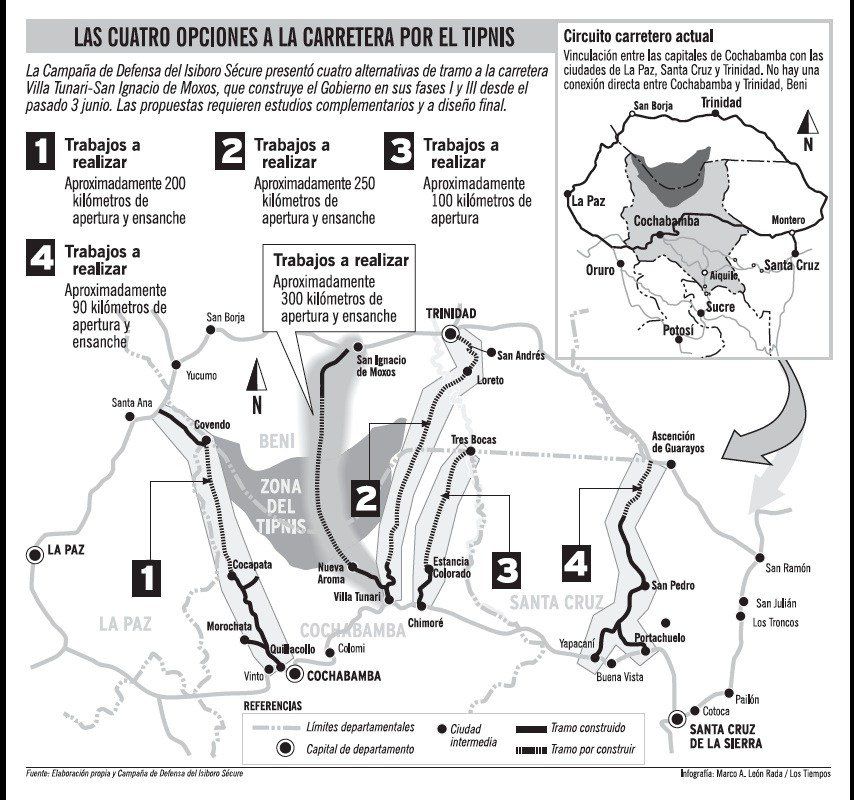 LAS CUATRO OPCIONES A LA CARRETERA POR EL TIPNIS
La Campaña de Defensa del Isiboro Sécure presentó cuatro alternativas de tramo a la carretera
Villa Tunari-San Ignacio de Moxos, que construye el Gobierno en sus fases I y III desde el
pasado 3 junio. Las propuestas requieren estudios complementarios y a diseño final.
1
Trabajos a
realizar
Aproximadamente 200
kilómetros de
apertura y ensanche
2
Trabajos a
realizar
Aproximadamente 250
kilómetros de
apertura y ensanche
3
Trabajos a
realizar
Aproximadamente
100 kilómetros de
apertura
4
Trabajos a
realizar
Aproximadamente
90 kilómetros de
apertura y
ensanche
Trabajos a realizar
Aproximadamente
300 kilómetros de
apertura y ensanche
Circuito carretero actual
Vinculación entre las capitales de Cochabamba con las
ciudades de La Paz, Santa Cruz y Trinidad. No hay una
conexión directa entre Cochabamba y Trinidad, Beni
San Borja
Trinidad
N
La Paz
Cochabamba
Montero
Oruro
Aiquile
Santa Cruz
Sucre
Potosí
San Borja
TRINIDAD
San Ignacio
de Moxos
San Andrés
Yucumo
N
Loreto
Santa Ana
Covendo
BENI
Tres Bocas
Ascención
de Guarayos
ZONA
DEL
TIPNIS
1
2
3
4
LA PAZ
Cocapata
Nueva
Aroma
Estancia
Colorado
San Ramón
Villa Tunari
San Pedro
LA PAZ
Chimoré
SANTA CRUZ
San Julián
Los Troncos
Morochata
COCHABAMBA
Quillacollo
Colomi
Yapacaní
Portachuelo
Vinto
COCHABAMBA
Buena Vista
Pailón
Cotoca
SANTA CRUZ
DE LA SIERRA
REFERENCIAS
Límites departamentales
Capital de departamento
Ciudad
intermedia
Tramo construido
Tramo por construir
Fuente: Elaboración propia y Campaña de Defensa del Isiboro Sécure
Infografía: Marco A. León Rada / Los Tiempos